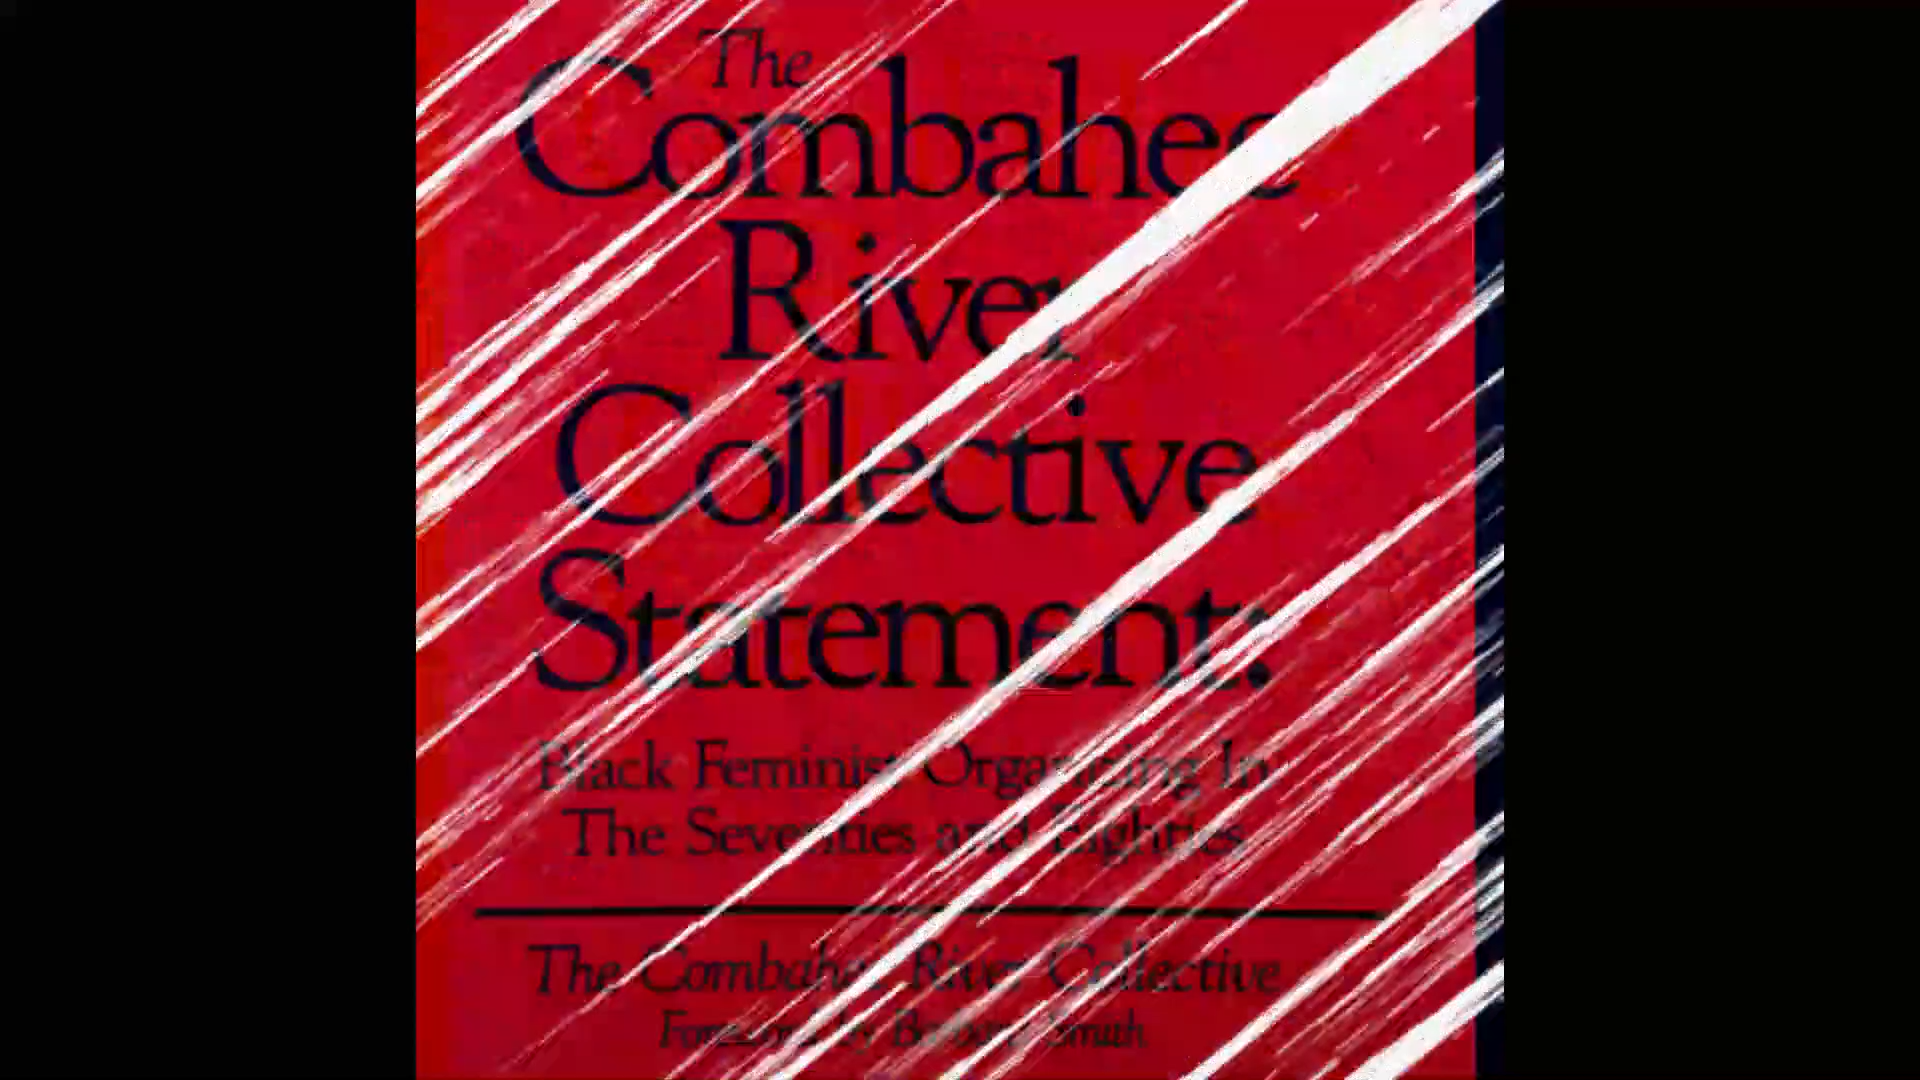 The
Combahee
River
Collective
Statement:
Black Feminist Organizing In
The Seventies and Eighties
The Combahee River Collective
Foreword by Barbara Smith